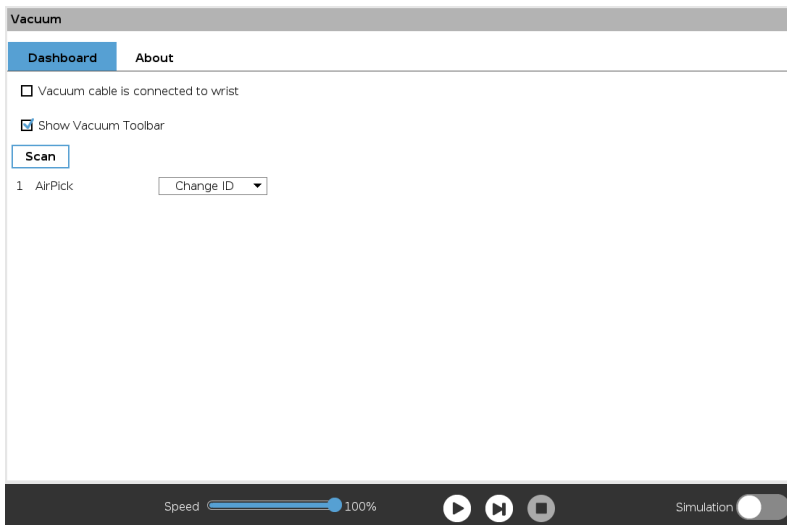 Vacuum
Dashboard About
Vacuum cable is connected to wrist
Show Vacuum Toolbar
Scan
1 AirPick Change ID
Speed 100% Simulation